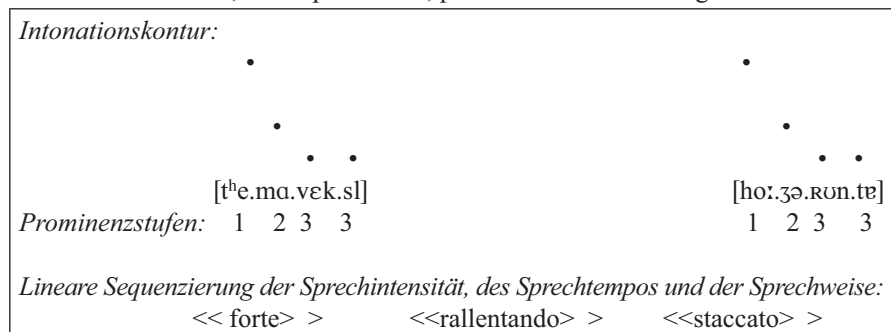 Intonationskontur:
[tʰe.mɑ.vɛk.sl] [hoː.ʒə.ʀʊn.tɐ]
Prominenzstufen: 1 2 3 3 1 2 3 3
Lineare Sequenzierung der Sprechintensität, des Sprechtempos und der Sprechweise:
<< forte> > <<rallentando> > <<staccato> >